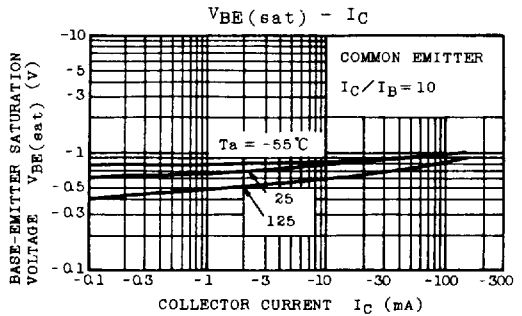 VBE(sat) – IC
BASE-EMITTER SATURATION
VOLTAGE VBE(sat) (V)
-10
-5
-3
-1
-0.5
-0.3
-0.1
COMMON EMITTER
IC/IB=10
Ta = -55℃
25
125
-0.1 -0.3 -1 -3 -10 -30 -100 -300
COLLECTOR CURRENT IC (mA)